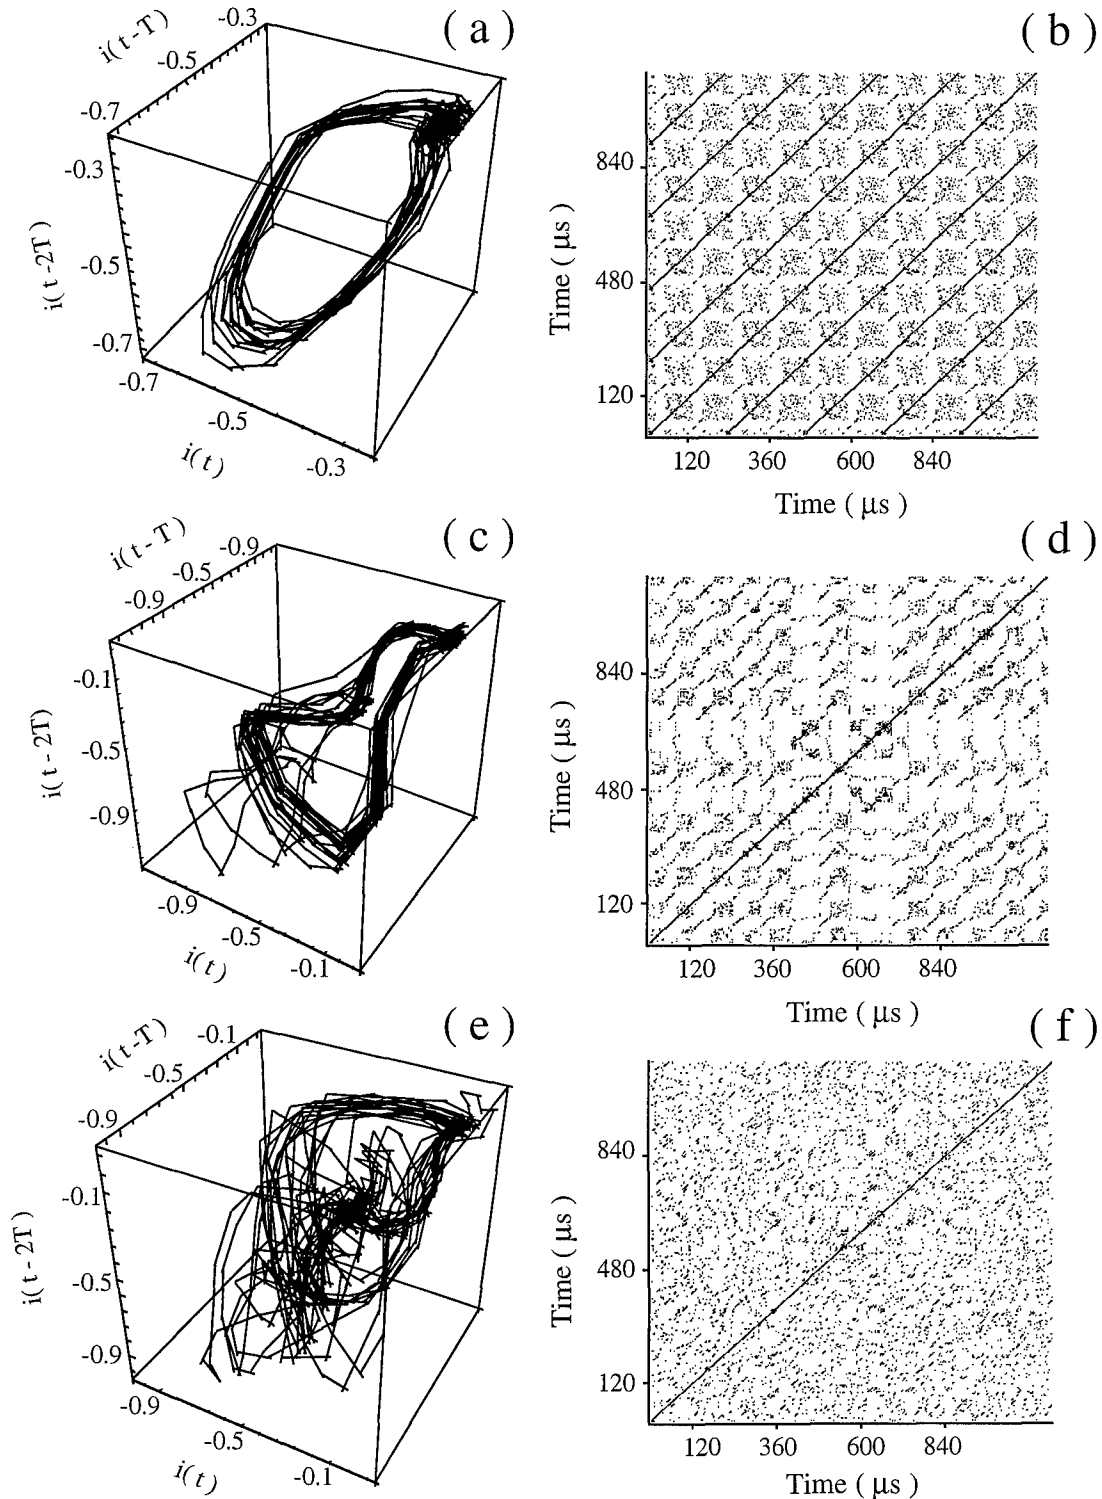 ( a )
i(t-T)
-0.3
-0.5
-0.7
-0.3
i(t-2T)
-0.5
-0.7
-0.7
-0.5
i(t)
-0.3
( b )
Time ( μs )
840
480
120
120 360 600 840
Time ( μs )
( c )
i(t-T)
-0.9
-0.5
-0.9
-0.1
i(t-2T)
-0.5
-0.9
-0.9
-0.5
i(t)
-0.1
( d )
Time ( μs )
840
480
120
120 360 600 840
Time ( μs )
( e )
i(t-T)
-0.1
-0.5
-0.9
-0.1
i(t-2T)
-0.5
-0.9
-0.9
-0.5
i(t)
-0.1
( f )
Time ( μs )
840
480
120
120 360 600 840
Time ( μs )